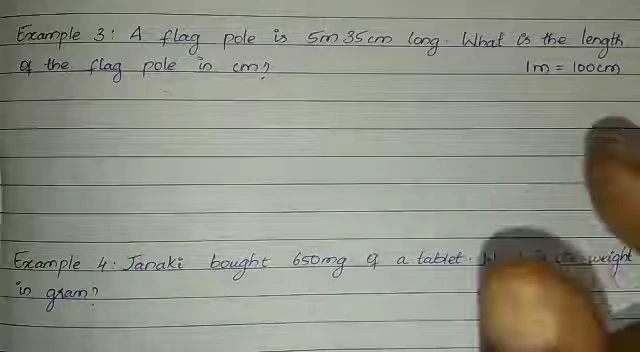 Example 3: A flag pole is 5m 35cm long. What is the length
of the flag pole in cm? 1m = 100cm
Example 4: Janaki bought 650mg of a tablet. weight
in gram?